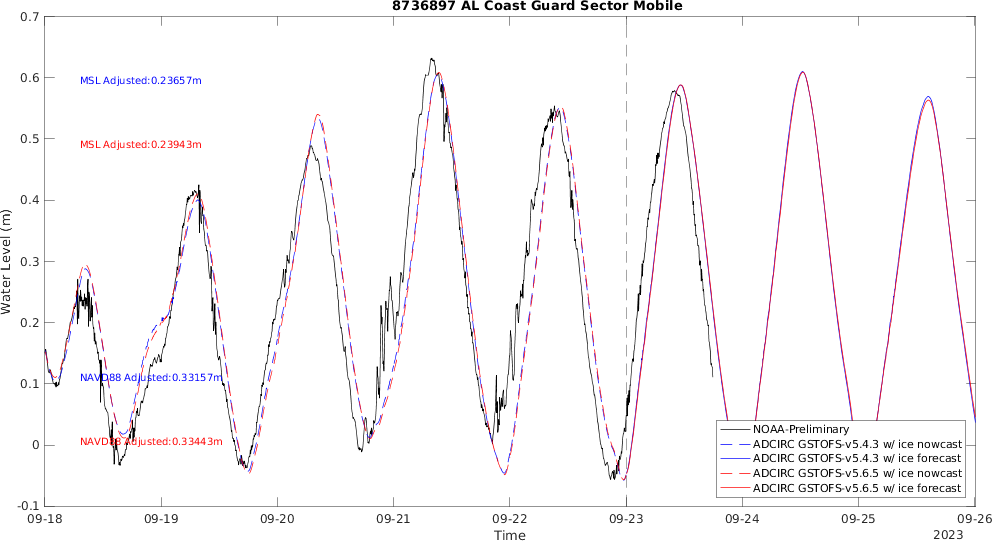 8736897 AL Coast Guard Sector Mobile
0.7
0.6
0.5
0.4
0.3
0.2
0.1
0
-0.1
Water Level (m)
MSL Adjusted:0.23657m
MSL Adjusted:0.23943m
NAVD88 Adjusted:0.33157m
NAVD88 Adjusted:0.33443m
NOAA-Preliminary
ADCIRC GSTOFS-v5.4.3 w/ ice nowcast
ADCIRC GSTOFS-v5.4.3 w/ ice forecast
ADCIRC GSTOFS-v5.6.5 w/ ice nowcast
ADCIRC GSTOFS-v5.6.5 w/ ice forecast
09-18 09-19 09-20 09-21 09-22 09-23 09-24 09-25 09-26
Time
2023